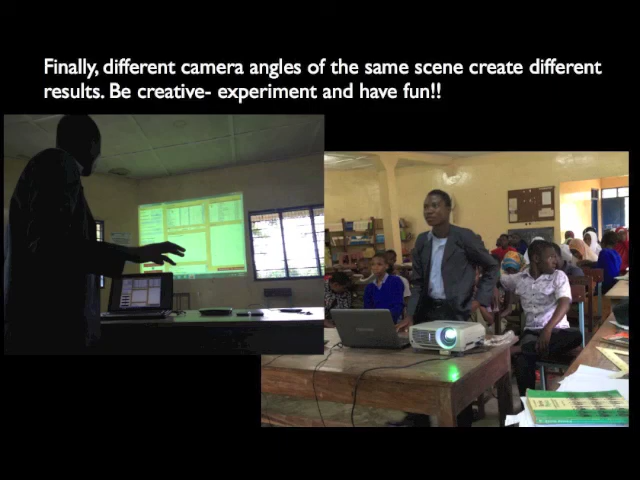 Finally, different camera angles of the same scene create different
results. Be creative- experiment and have fun!!